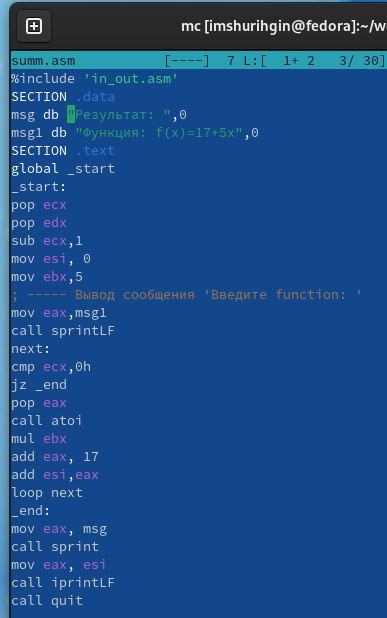 mc [imshurihgin@fedora]:~/w
summ.asm [----] 7 L:[ 1+ 2 3/ 30]
%include 'in_out.asm'
SECTION .data
msg db "Результат: ",0
msg1 db "Функция: f(x)=17+5x",0
SECTION .text
global _start
_start:
pop ecx
pop edx
sub ecx,1
mov esi, 0
mov ebx,5
; ----- Вывод сообщения 'Введите function: '
mov eax,msg1
call sprintLF
next:
cmp ecx,0h
jz _end
pop eax
call atoi
mul ebx
add eax, 17
add esi,eax
loop next
_end:
mov eax, msg
call sprint
mov eax, esi
call iprintLF
call quit